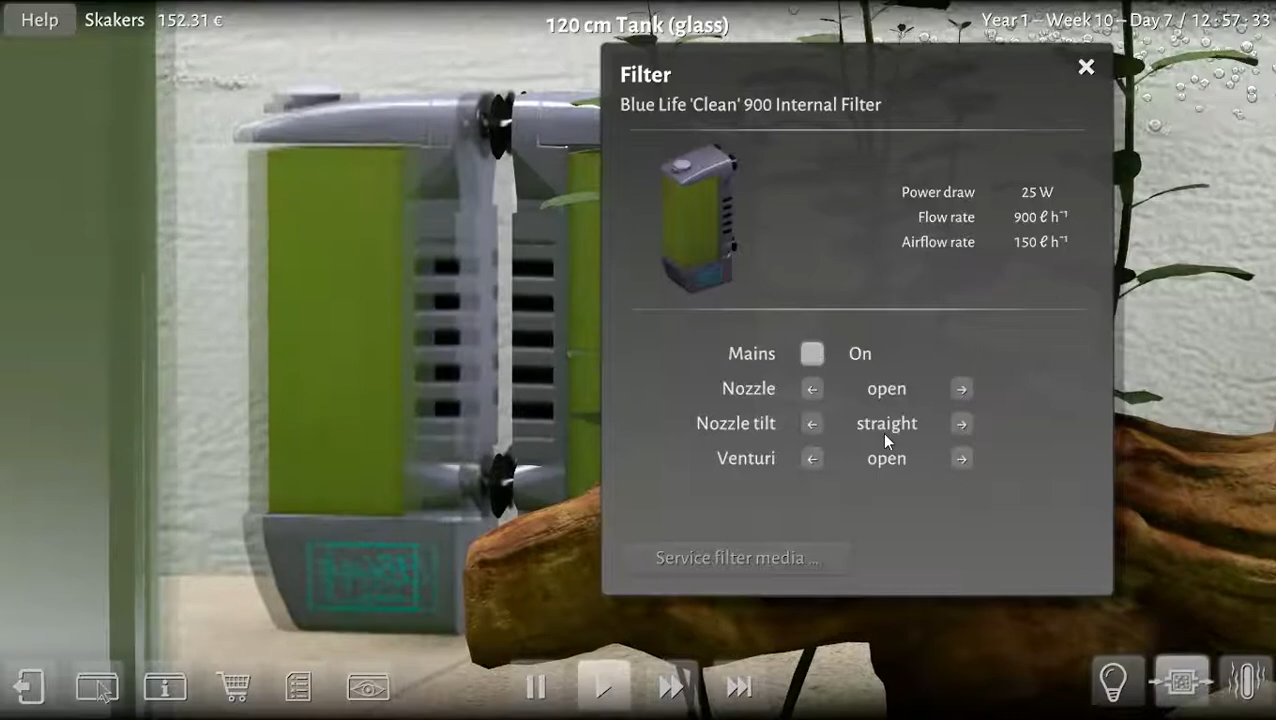 Help
Skakers 152.31 €
120 cm Tank (glass)
Year 1 – Week 10 – Day 7 / 12:57:33
Filter
Blue Life 'Clean' 900 Internal Filter
Power draw 25 W
Flow rate 900 ℓ h⁻¹
Airflow rate 150 ℓ h⁻¹
Mains On
Nozzle ← open →
Nozzle tilt ← straight →
Venturi ← open →
Service filter media ...